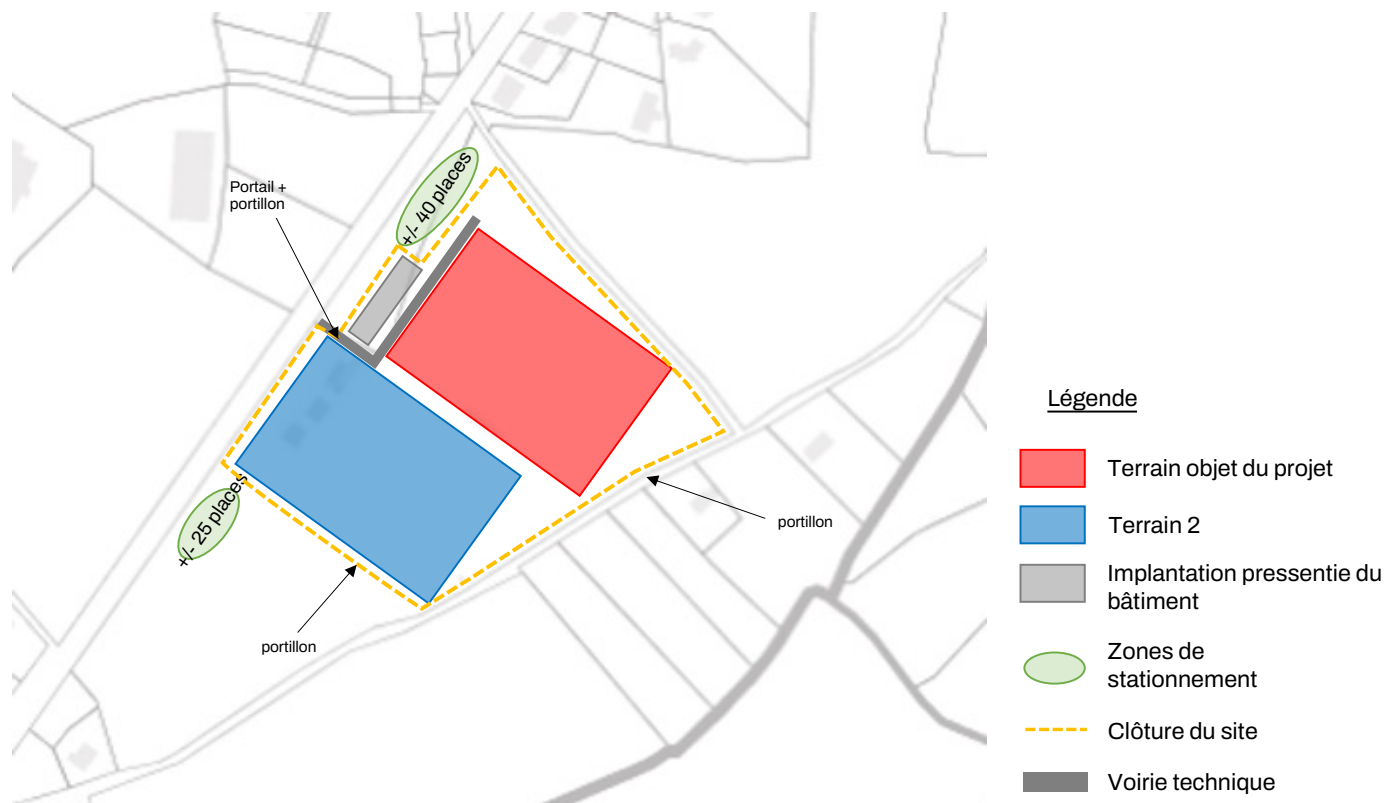 +/- 40 places
Portail +
portillon
+/- 25 places
portillon
portillon
Légende
Terrain objet du projet
Terrain 2
Implantation pressentie du
bâtiment
Zones de
stationnement
Clôture du site
Voirie technique